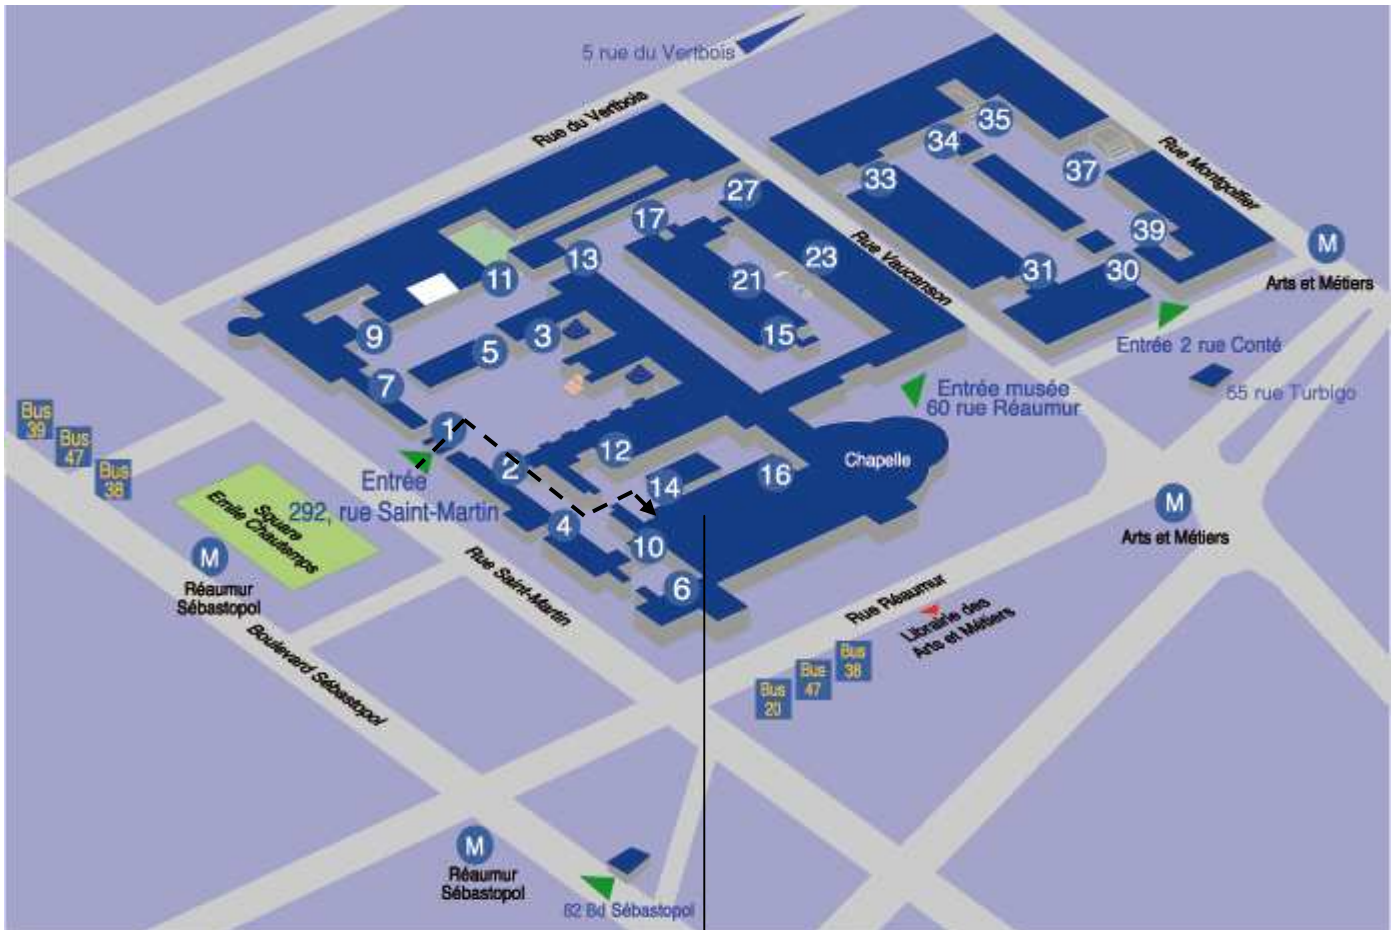 5 rue du Vertbois
Rue du Vertbois
35
34
37
33
Rue Montgolfier
27
17
Rue Vaucanson
39
M
Arts et Métiers
13
23
11
21
31
30
9
3
5
15
Entrée 2 rue Conté
7
Entrée musée
60 rue Réaumur
55 rue Turbigo
Bus
39
Bus
47
Bus
38
1
2
12
14
16
Chapelle
Entrée
292, rue Saint-Martin
Square
Emile Chautemps
M
Arts et Métiers
4
10
6
M
Réaumur
Sébastopol
Rue Saint-Martin
Rue Réaumur
Librairie des
Arts et Métiers
Boulevard Sébastopol
Bus
38
Bus
47
Bus
20
M
Réaumur
Sébastopol
62 Bd Sébastopol